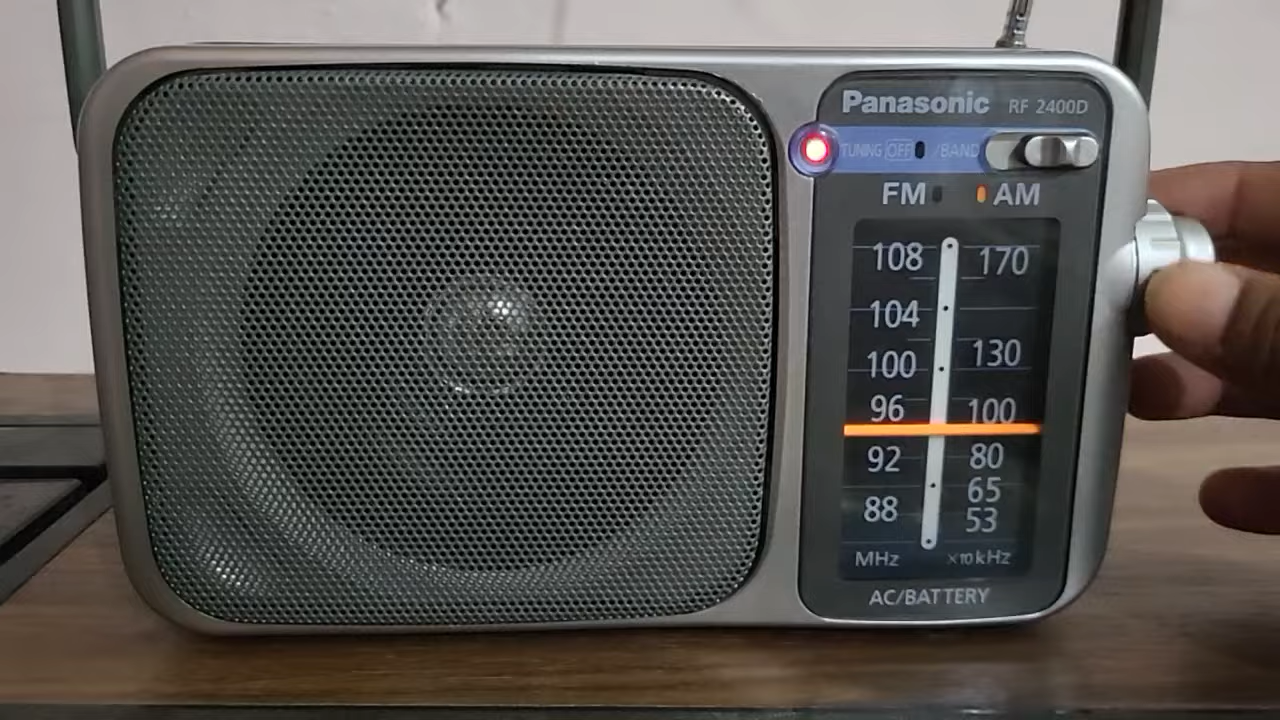 Panasonic RF 2400D
TUNING OFF /BAND
FM AM
108 170
104
100 130
96 100
92 80
65
88 53
MHz ×10 kHz
AC/BATTERY